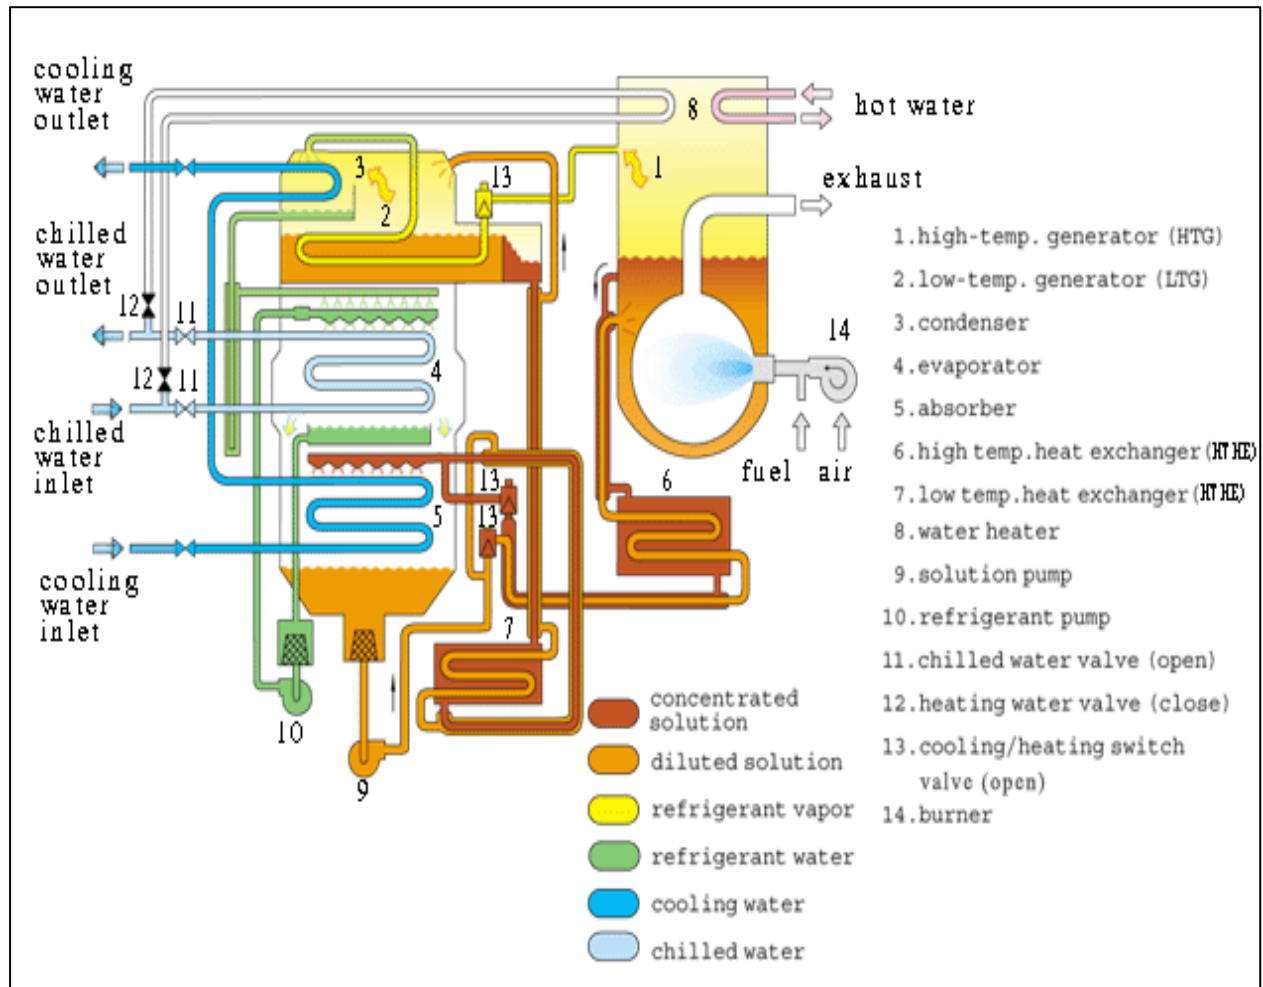 cooling
water
outlet
chilled
water
outlet
chilled
water
inlet
cooling
water
inlet
12
11
12
11
3
2
13
1
8
hot water
exhaust
14
fuel
air
4
5
13
13
6
7
10
9
1.high-temp. generator (HTG)
2.low-temp. generator (LTG)
3.condenser
4.evaporator
5.absorber
6.high temp.heat exchanger (HTHE)
7.low temp.heat exchanger (HTHE)
8.water heater
9.solution pump
10.refrigerant pump
11.chilled water valve (open)
12.heating water valve (close)
13.cooling/heating switch
valve (open)
14.burner
concentrated
solution
diluted solution
refrigerant vapor
refrigerant water
cooling water
chilled water